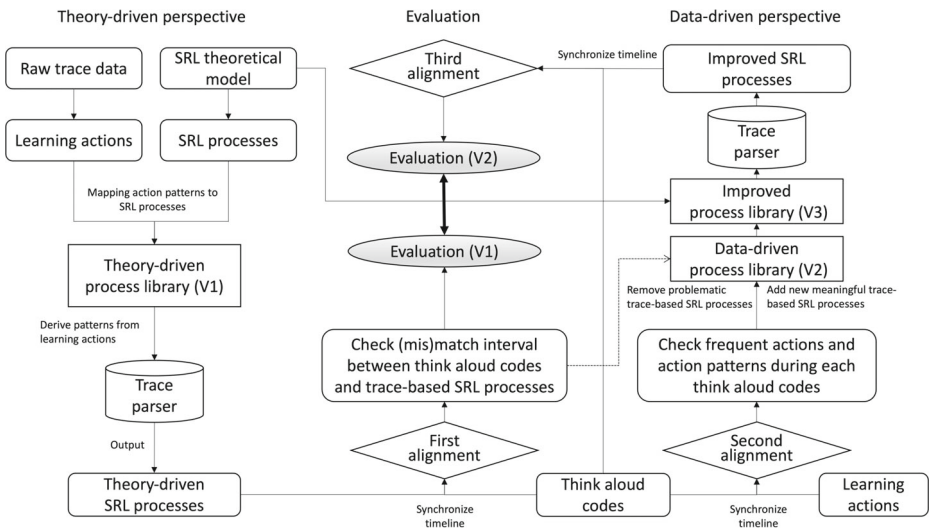 Theory-driven perspective
Evaluation
Data-driven perspective
Raw trace data
SRL theoretical
model
Third
alignment
Synchronize timeline
Improved SRL
processes
Learning actions
SRL processes
Trace
parser
Evaluation (V2)
Mapping action patterns to
SRL processes
Improved
process library (V3)
Evaluation (V1)
Theory-driven
process library (V1)
Data-driven
process library (V2)
Remove problematic
trace-based SRL processes
Add new meaningful trace-
based SRL processes
Derive patterns from
learning actions
Check (mis)match interval
between think aloud codes
and trace-based SRL processes
Check frequent actions and
action patterns during each
think aloud codes
Trace
parser
Output
First
alignment
Second
alignment
Theory-driven
SRL processes
Synchronize
timeline
Think aloud
codes
Synchronize
timeline
Learning
actions